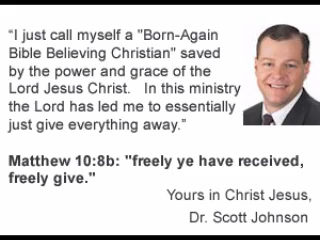 “I just call myself a "Born-Again
Bible Believing Christian" saved
by the power and grace of the
Lord Jesus Christ.   In this ministry
the Lord has led me to essentially
just give everything away.”
Matthew 10:8b: "freely ye have received,
freely give."
Yours in Christ Jesus,
Dr. Scott Johnson